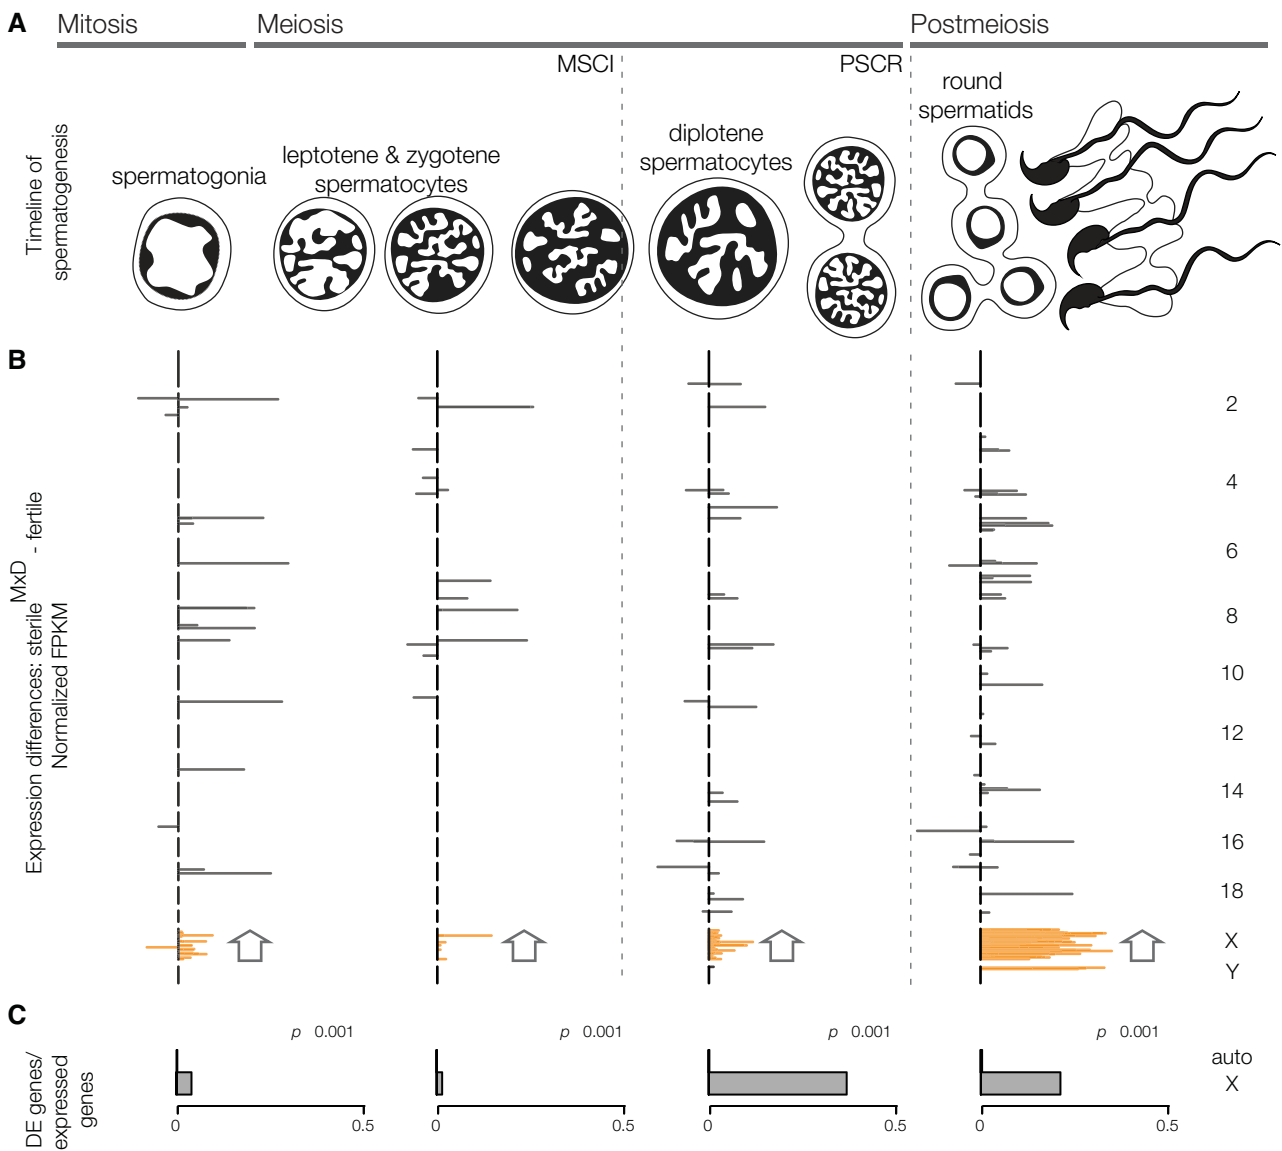 A
Mitosis
Meiosis
Postmeiosis
MSCI
PSCR
Timeline of
spermatogenesis
spermatogonia
leptotene & zygotene
spermatocytes
diplotene
spermatocytes
round
spermatids
B
Expression differences: sterile MxD - fertile
Normalized FPKM
2
4
6
8
10
12
14
16
18
X
Y
C
DE genes/
expressed
genes
p 0.001
p 0.001
p 0.001
p 0.001
auto
X
0 0.5
0 0.5
0 0.5
0 0.5